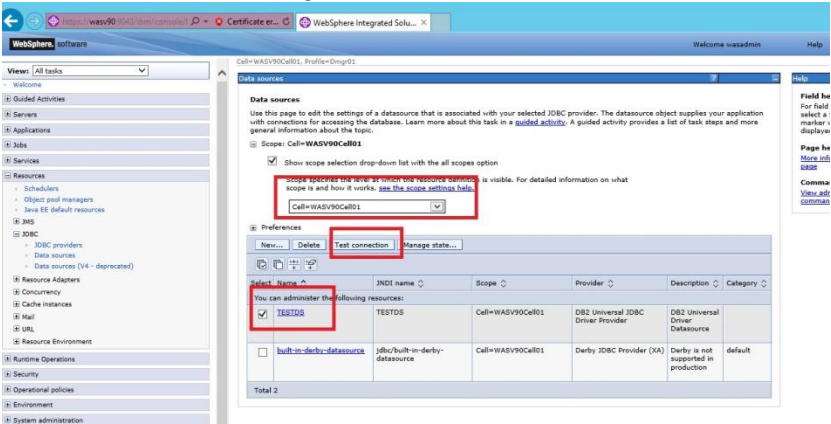 https://wasv90:9043/ibm/console/l
Certificate er...
WebSphere Integrated Solu...
WebSphere. software
Welcome wasadmin
Help
Cell=WASV90Cell01, Profile=Dmgr01
View: All tasks
Welcome
Guided Activities
Servers
Applications
Jobs
Services
Resources
Schedulers
Object pool managers
Java EE default resources
JMS
JDBC
JDBC providers
Data sources
Data sources (V4 - deprecated)
Resource Adapters
Concurrency
Cache instances
Mail
URL
Resource Environment
Runtime Operations
Security
Operational policies
Environment
System administration
Data sources
?
Data sources
Use this page to edit the settings of a datasource that is associated with your selected JDBC provider. The datasource object supplies your application
with connections for accessing the database. Learn more about this task in a guided activity. A guided activity provides a list of task steps and more
general information about the topic.
Scope: Cell=WASV90Cell01
Show scope selection drop-down list with the all scopes option
Scope specifies the level at which the resource definition is visible. For detailed information on what
scope is and how it works, see the scope settings help.
Cell=WASV90Cell01
Preferences
New... Delete Test connection Manage state...
Select Name JNDI name Scope Provider Description Category
You can administer the following resources:
TESTDS TESTDS Cell=WASV90Cell01 DB2 Universal JDBC DB2 Universal
Driver Provider Driver
Datasource
built-in-derby-datasource jdbc/built-in-derby- Cell=WASV90Cell01 Derby JDBC Provider (XA) Derby is not default
datasource supported in
production
Total 2
Help
Field he
For field
select a
marker
displaye
Page he
More info
page
Comma
View adm
comman